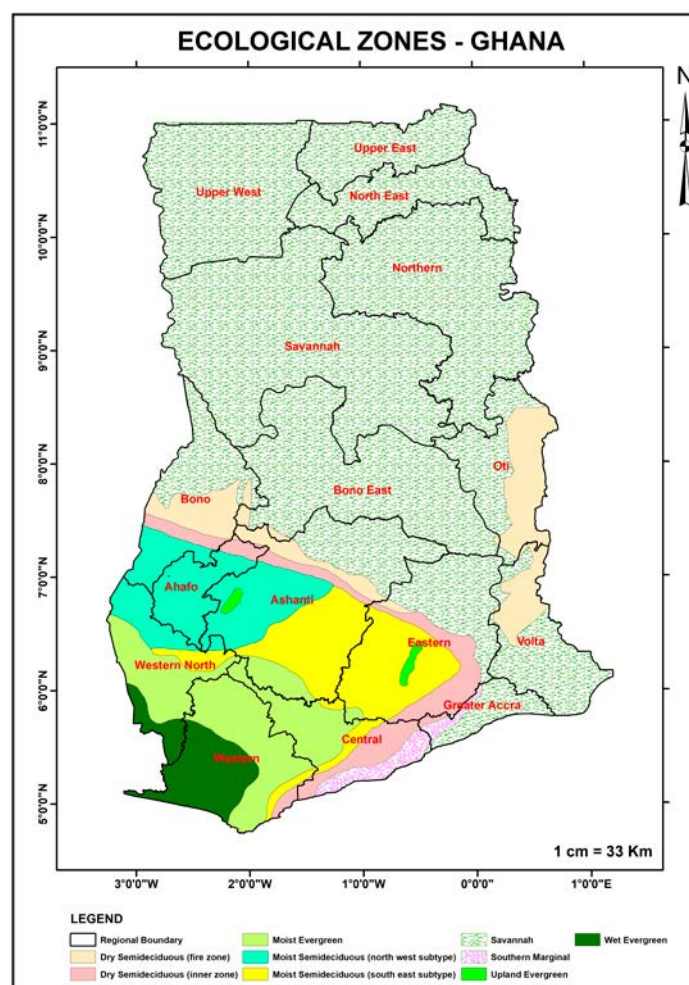 ECOLOGICAL ZONES - GHANA
N
11°0'0"N
10°0'0"N
9°0'0"N
8°0'0"N
7°0'0"N
6°0'0"N
5°0'0"N
Upper East
Upper West
North East
Northern
Savannah
Oti
Bono
Bono East
Ahafo
Ashanti
Eastern
Volta
Western North
Greater Accra
Central
Western
1 cm = 33 Km
3°0'0"W 2°0'0"W 1°0'0"W 0°0'0" 1°0'0"E
LEGEND
Regional Boundary Moist Evergreen Savannah Wet Evergreen
Dry Semideciduous (fire zone) Moist Semideciduous (north west subtype) Southern Marginal
Dry Semideciduous (inner zone) Moist Semideciduous (south east subtype) Upland Evergreen